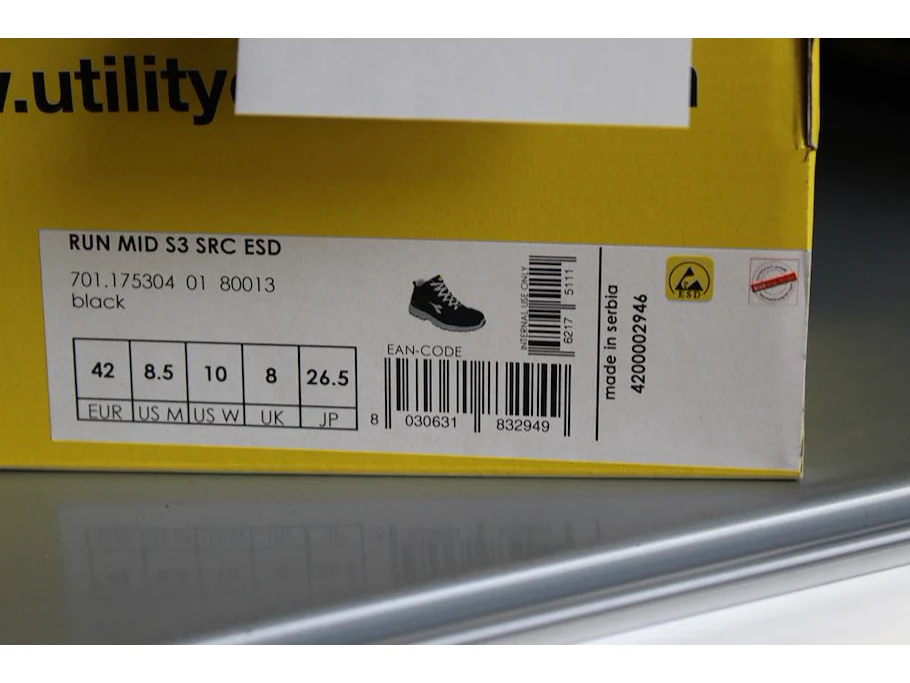 w.utility
RUN MID S3 SRC ESD
701.175304 01 80013
black
42 8.5 10 8 26.5
EUR US M US W UK JP
EAN-CODE
8 030631 832949
INTERNAL USE ONLY
6217 5111
made in serbia
4200002946
ESD